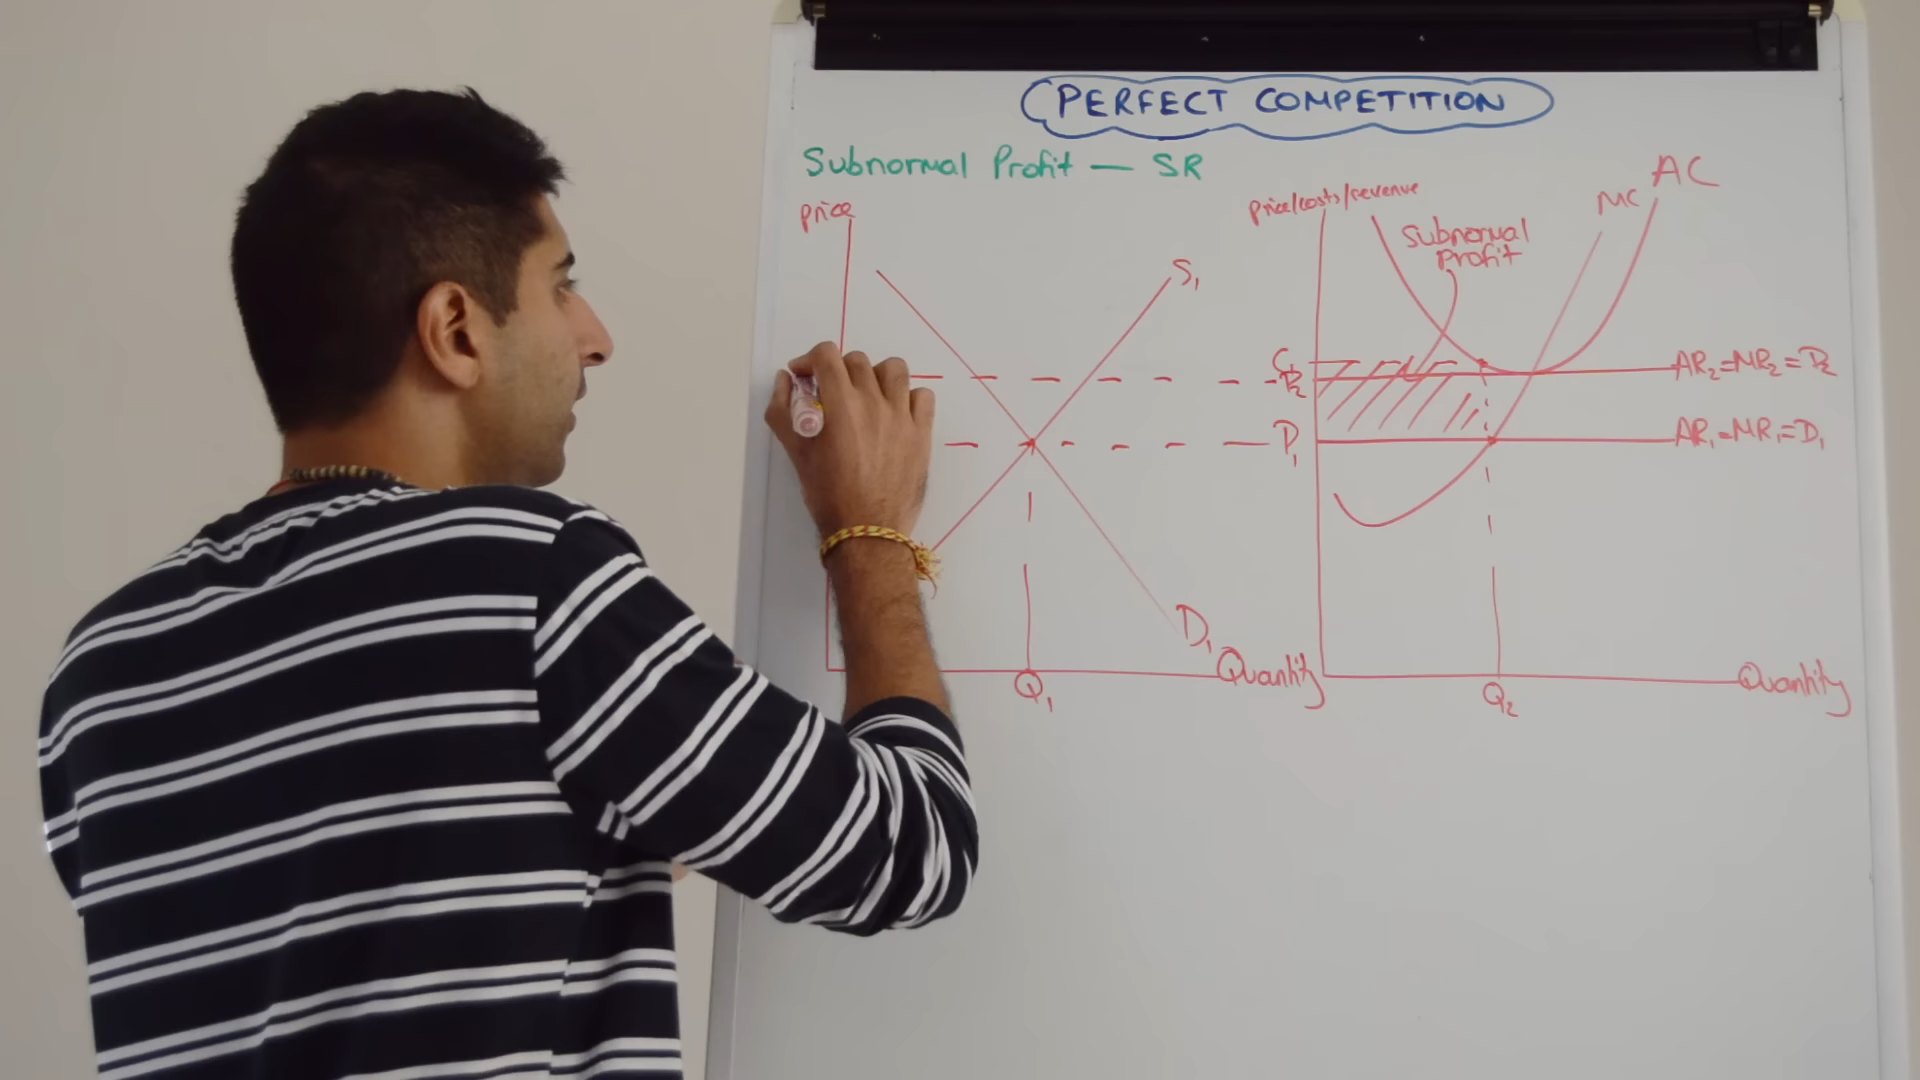 PERFECT COMPETITION
Subnormal Profit — SR
price
S₁
D₁
Quantity
Q₁
price/costs/revenue
Subnormal
Profit
MC
AC
C₁
P₂
P₁
AR₂=MR₂=D₂
AR₁=MR₁=D₁
Q₂
Quantity